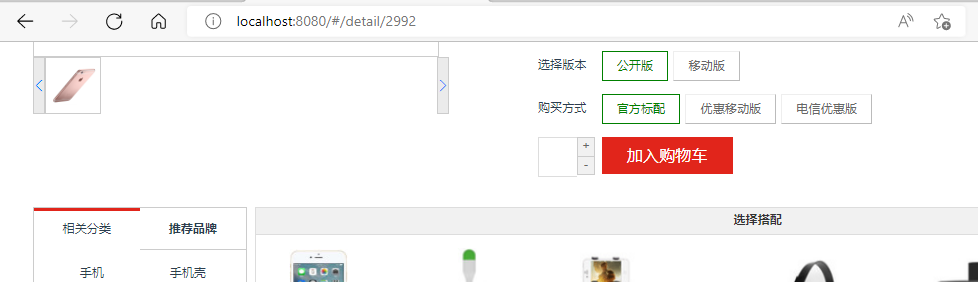 localhost:8080/#/detail/2992
选择版本 公开版 移动版
购买方式 官方标配 优惠移动版 电信优惠版
+
-
加入购物车
相关分类 推荐品牌 选择搭配
手机 手机壳